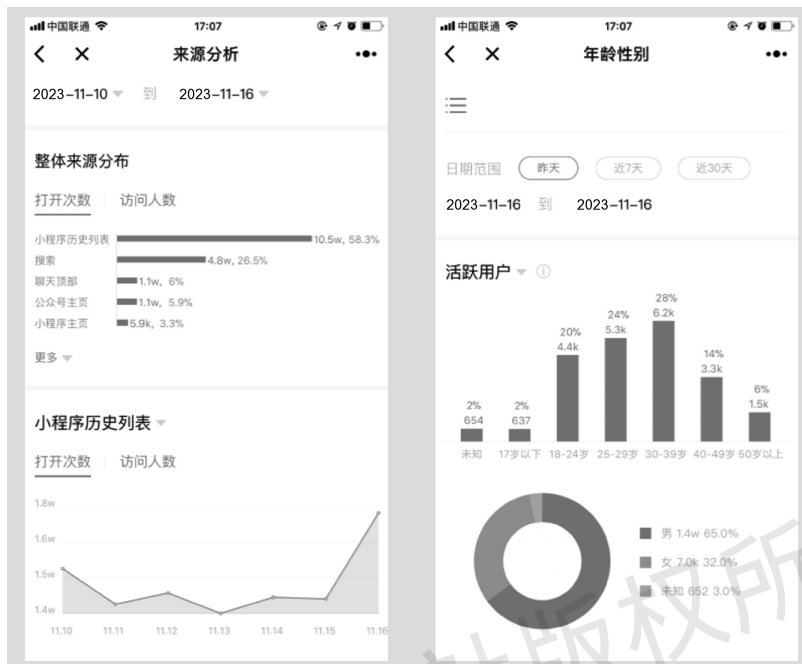 中国联通 17:07
来源分析
2023-11-10 到 2023-11-16
整体来源分布
打开次数 访问人数
小程序历史列表 10.5w, 58.3%
搜索 4.8w, 26.5%
聊天顶部 1.1w, 6%
公众号主页 1.1w, 5.9%
小程序主页 5.9k, 3.3%
更多
小程序历史列表
打开次数 访问人数
1.8w
1.6w
1.5w
1.4w
11.10 11.11 11.12 11.13 11.14 11.15 11.16
中国联通 17:07
年龄性别
日期范围 昨天 近7天 近30天
2023-11-16 到 2023-11-16
活跃用户
2% 2% 20% 24% 28% 14% 6%
654 637 4.4k 5.3k 6.2k 3.3k 1.5k
未知 17岁以下 18-24岁 25-29岁 30-39岁 40-49岁 50岁以上
男 1.4w 65.0%
女 7.0k 32.0%
未知 652 3.0%
版权所